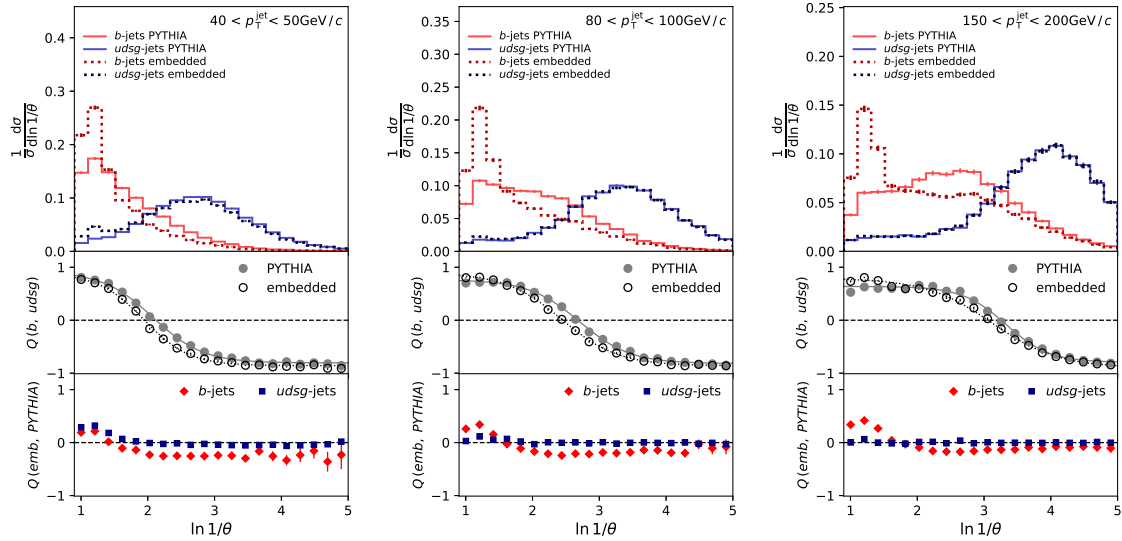 40 < p_T^jet < 50GeV/c
b-jets PYTHIA
udsg-jets PYTHIA
b-jets embedded
udsg-jets embedded
1/σ dσ/dln 1/θ
0.4
0.3
0.2
0.1
0.0
PYTHIA
embedded
Q (b, udsg)
1
0
−1
b-jets
udsg-jets
Q (emb, PYTHIA)
1
0
−1
1 2 3 4 5
ln 1/θ
80 < p_T^jet < 100GeV/c
b-jets PYTHIA
udsg-jets PYTHIA
b-jets embedded
udsg-jets embedded
1/σ dσ/dln 1/θ
0.35
0.30
0.25
0.20
0.15
0.10
0.05
0.00
PYTHIA
embedded
Q (b, udsg)
1
0
−1
b-jets
udsg-jets
Q (emb, PYTHIA)
1
0
−1
1 2 3 4 5
ln 1/θ
150 < p_T^jet < 200GeV/c
b-jets PYTHIA
udsg-jets PYTHIA
b-jets embedded
udsg-jets embedded
1/σ dσ/dln 1/θ
0.25
0.20
0.15
0.10
0.05
0.00
PYTHIA
embedded
Q (b, udsg)
1
0
−1
b-jets
udsg-jets
Q (emb, PYTHIA)
1
0
−1
1 2 3 4 5
ln 1/θ